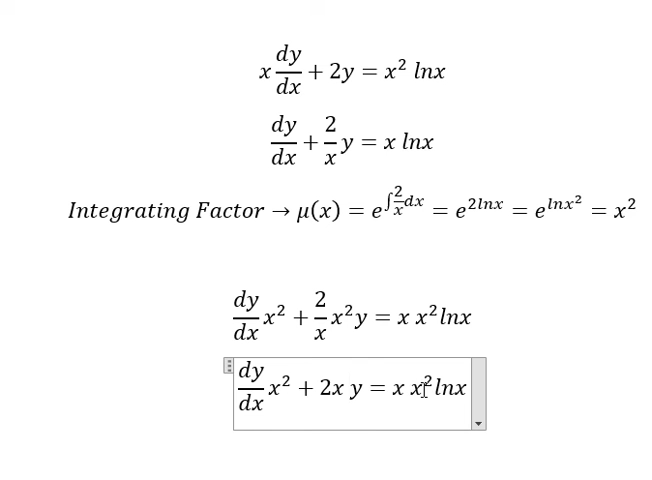 x dy/dx + 2y = x² lnx
dy/dx + 2/x y = x lnx
Integrating Factor → μ(x) = e^∫2/x dx = e^2lnx = e^lnx² = x²
dy/dx x² + 2/x x²y = x x²lnx
dy/dx x² + 2x y = x x²lnx